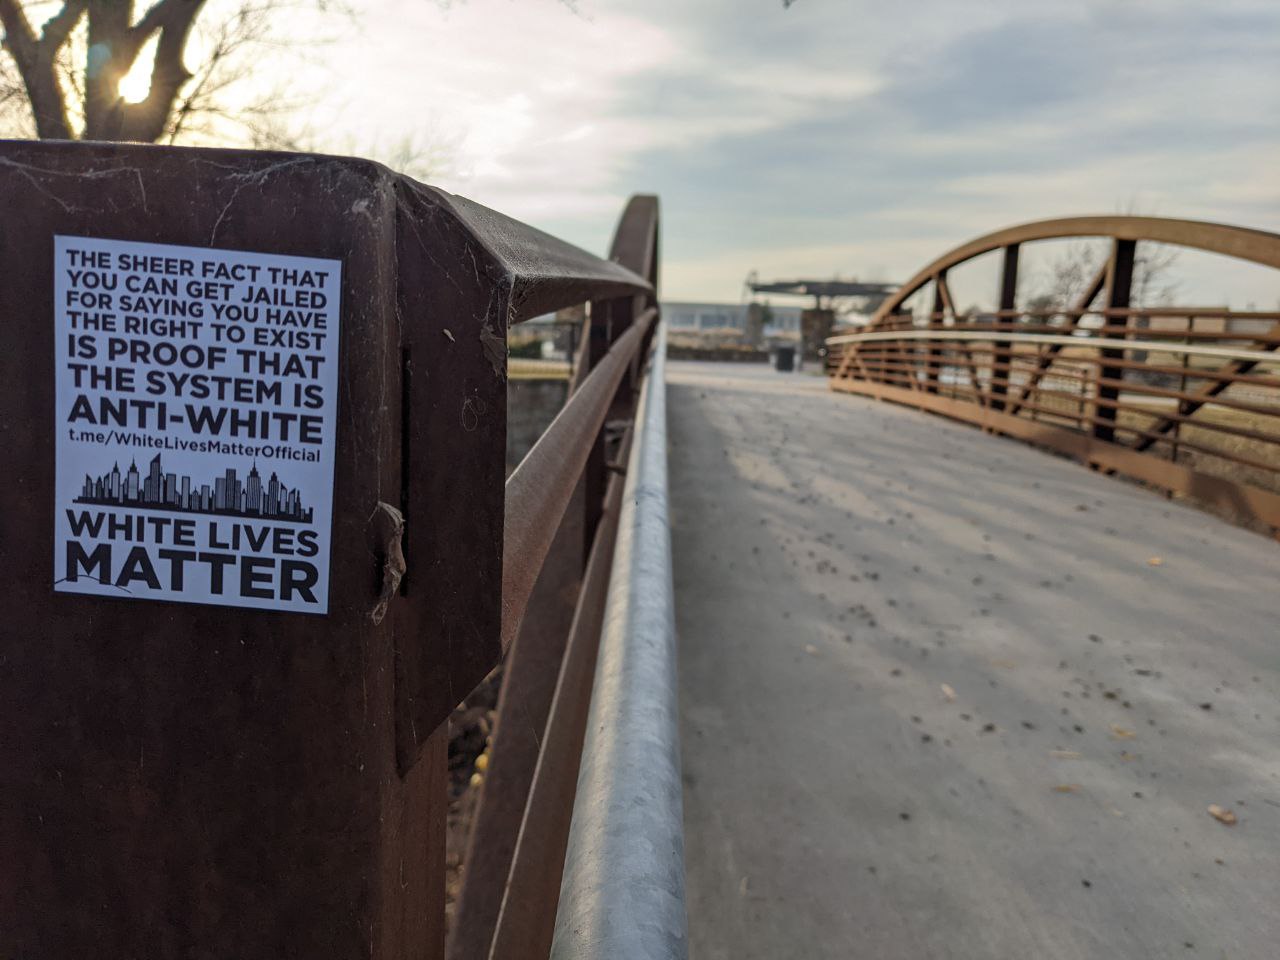 THE SHEER FACT THAT
YOU CAN GET JAILED
FOR SAYING YOU HAVE
THE RIGHT TO EXIST
IS PROOF THAT
THE SYSTEM IS
ANTI-WHITE
t.me/WhiteLivesMatterOfficial
WHITE LIVES
MATTER